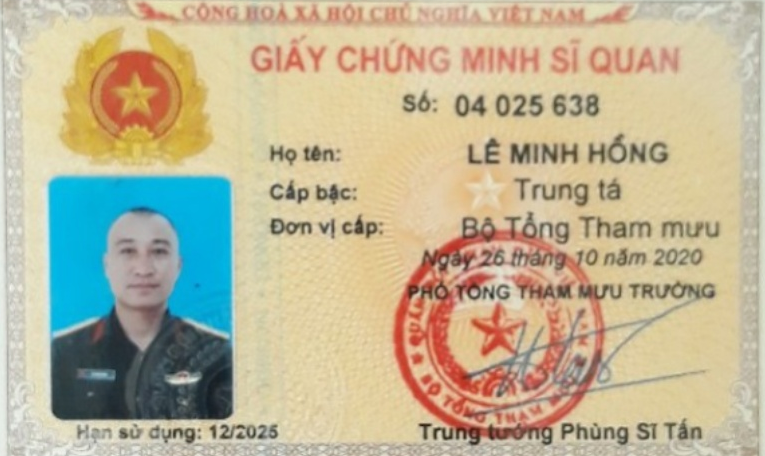 CỘNG HOÀ XÃ HỘI CHỦ NGHĨA VIỆT NAM
GIẤY CHỨNG MINH SĨ QUAN
Số: 04 025 638
Họ tên: LÊ MINH HỒNG
Cấp bậc: Trung tá
Đơn vị cấp: Bộ Tổng Tham mưu
Ngày 26 tháng 10 năm 2020
PHÓ TỔNG THAM MƯU TRƯỞNG
BỘ TỔNG THAM
Hạn sử dụng: 12/2025
Trung tướng Phùng Sĩ Tấn